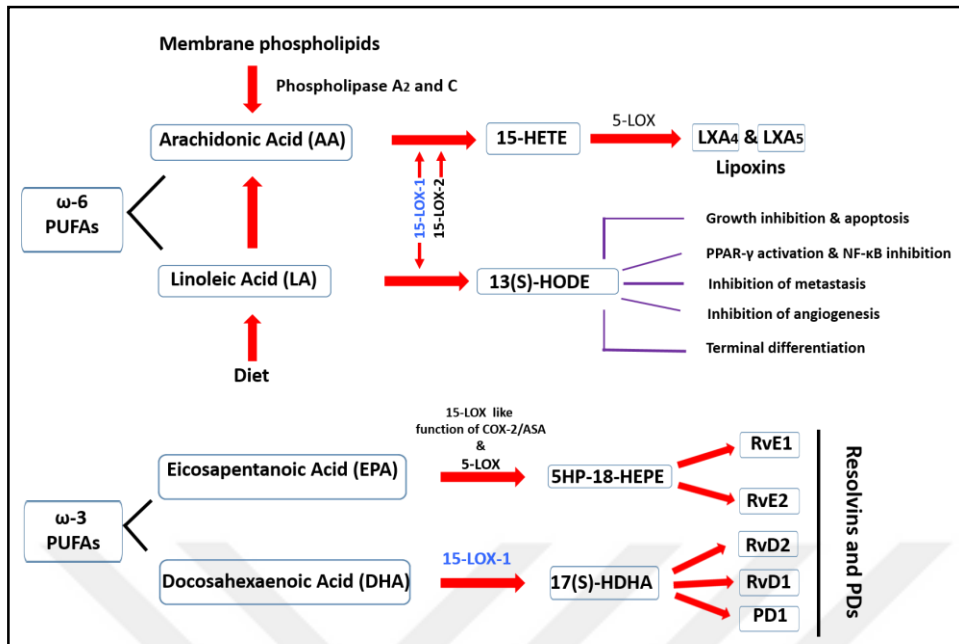 Membrane phospholipids
Phospholipase A2 and C
Arachidonic Acid (AA)
15-HETE
5-LOX
LXA4 & LXA5
Lipoxins
15-LOX-1
15-LOX-2
ω-6
PUFAs
Linoleic Acid (LA)
13(S)-HODE
Growth inhibition & apoptosis
PPAR-γ activation & NF-κB inhibition
Inhibition of metastasis
Inhibition of angiogenesis
Terminal differentiation
Diet
15-LOX like
function of COX-2/ASA
&
5-LOX
Eicosapentanoic Acid (EPA)
5HP-18-HEPE
RvE1
RvE2
ω-3
PUFAs
Docosahexaenoic Acid (DHA)
15-LOX-1
17(S)-HDHA
RvD2
RvD1
PD1
Resolvins and PDs